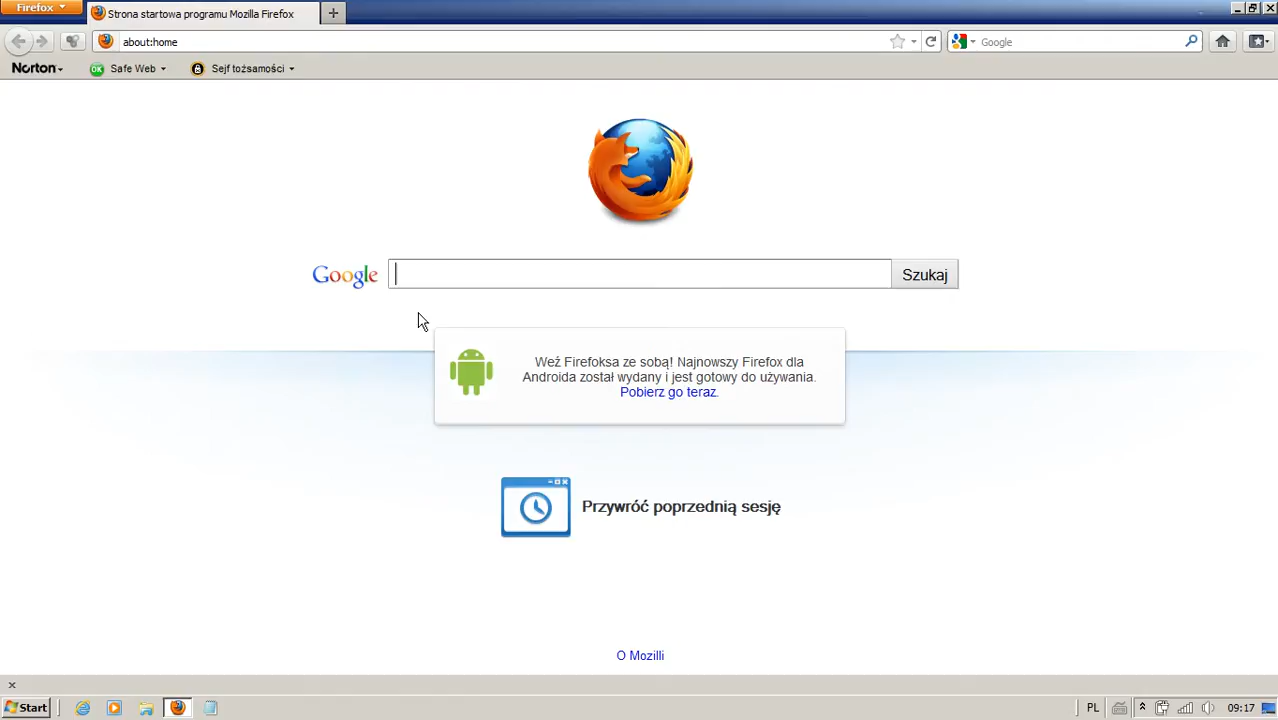 Firefox
Strona startowa programu Mozilla Firefox
about:home
Google
Norton
OK
Safe Web
Sejf tożsamości
Google
Szukaj
Weź Firefoksa ze sobą! Najnowszy Firefox dla
Androida został wydany i jest gotowy do używania.
Pobierz go teraz.
Przywróć poprzednią sesję
O Mozilli
Start
PL
09:17